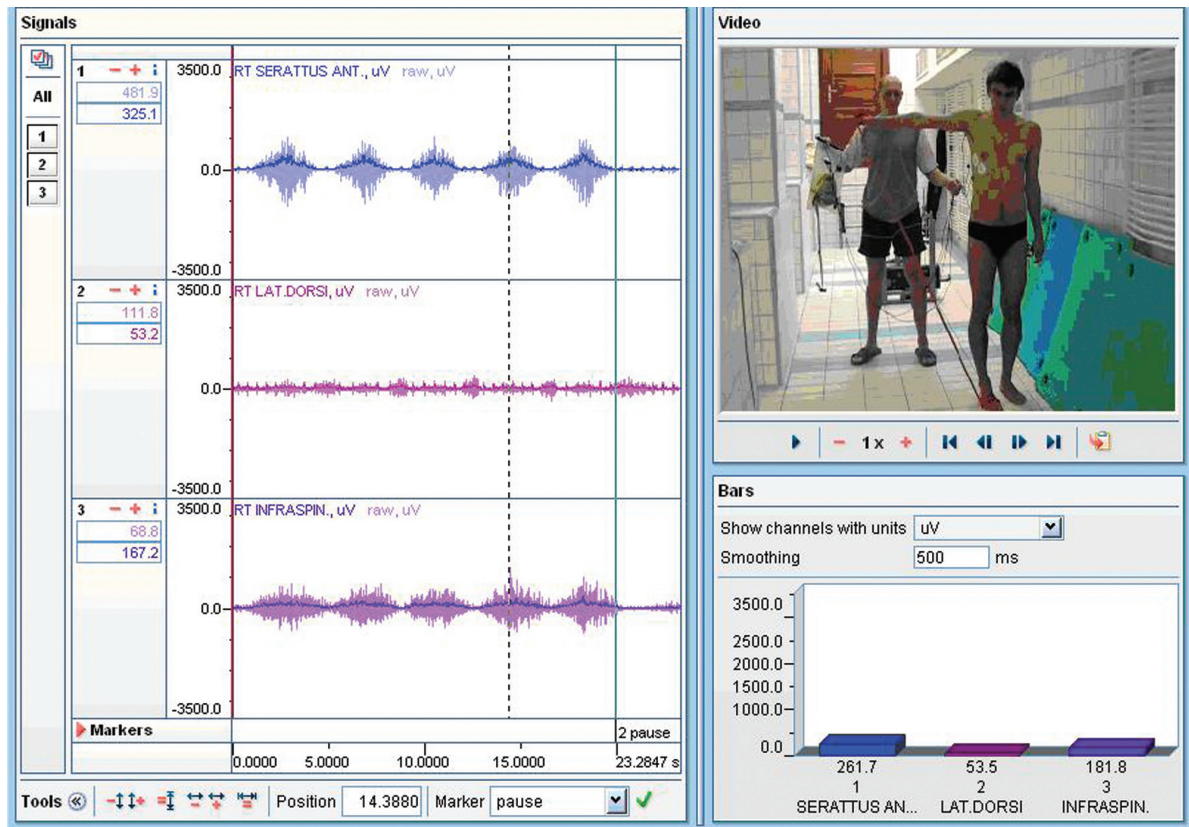 Signals
All
1
2
3
1 − + i
481.9
325.1
3500.0
0.0
-3500.0
RT SERATTUS ANT., uV raw, uV
2 − + i
111.8
53.2
3500.0
0.0
-3500.0
RT LAT.DORSI, uV raw, uV
3 − + i
68.8
167.2
3500.0
0.0
-3500.0
RT INFRASPIN., uV raw, uV
Markers
2 pause
0.0000 5.0000 10.0000 15.0000 23.2847 s
Tools Position 14.3880 Marker pause
Video
− 1 x +
Bars
Show channels with units uV
Smoothing 500 ms
3500.0
2500.0
2000.0
1500.0
1000.0
0.0
261.7 53.5 181.8
1 2 3
SERATTUS AN... LAT.DORSI INFRASPIN.